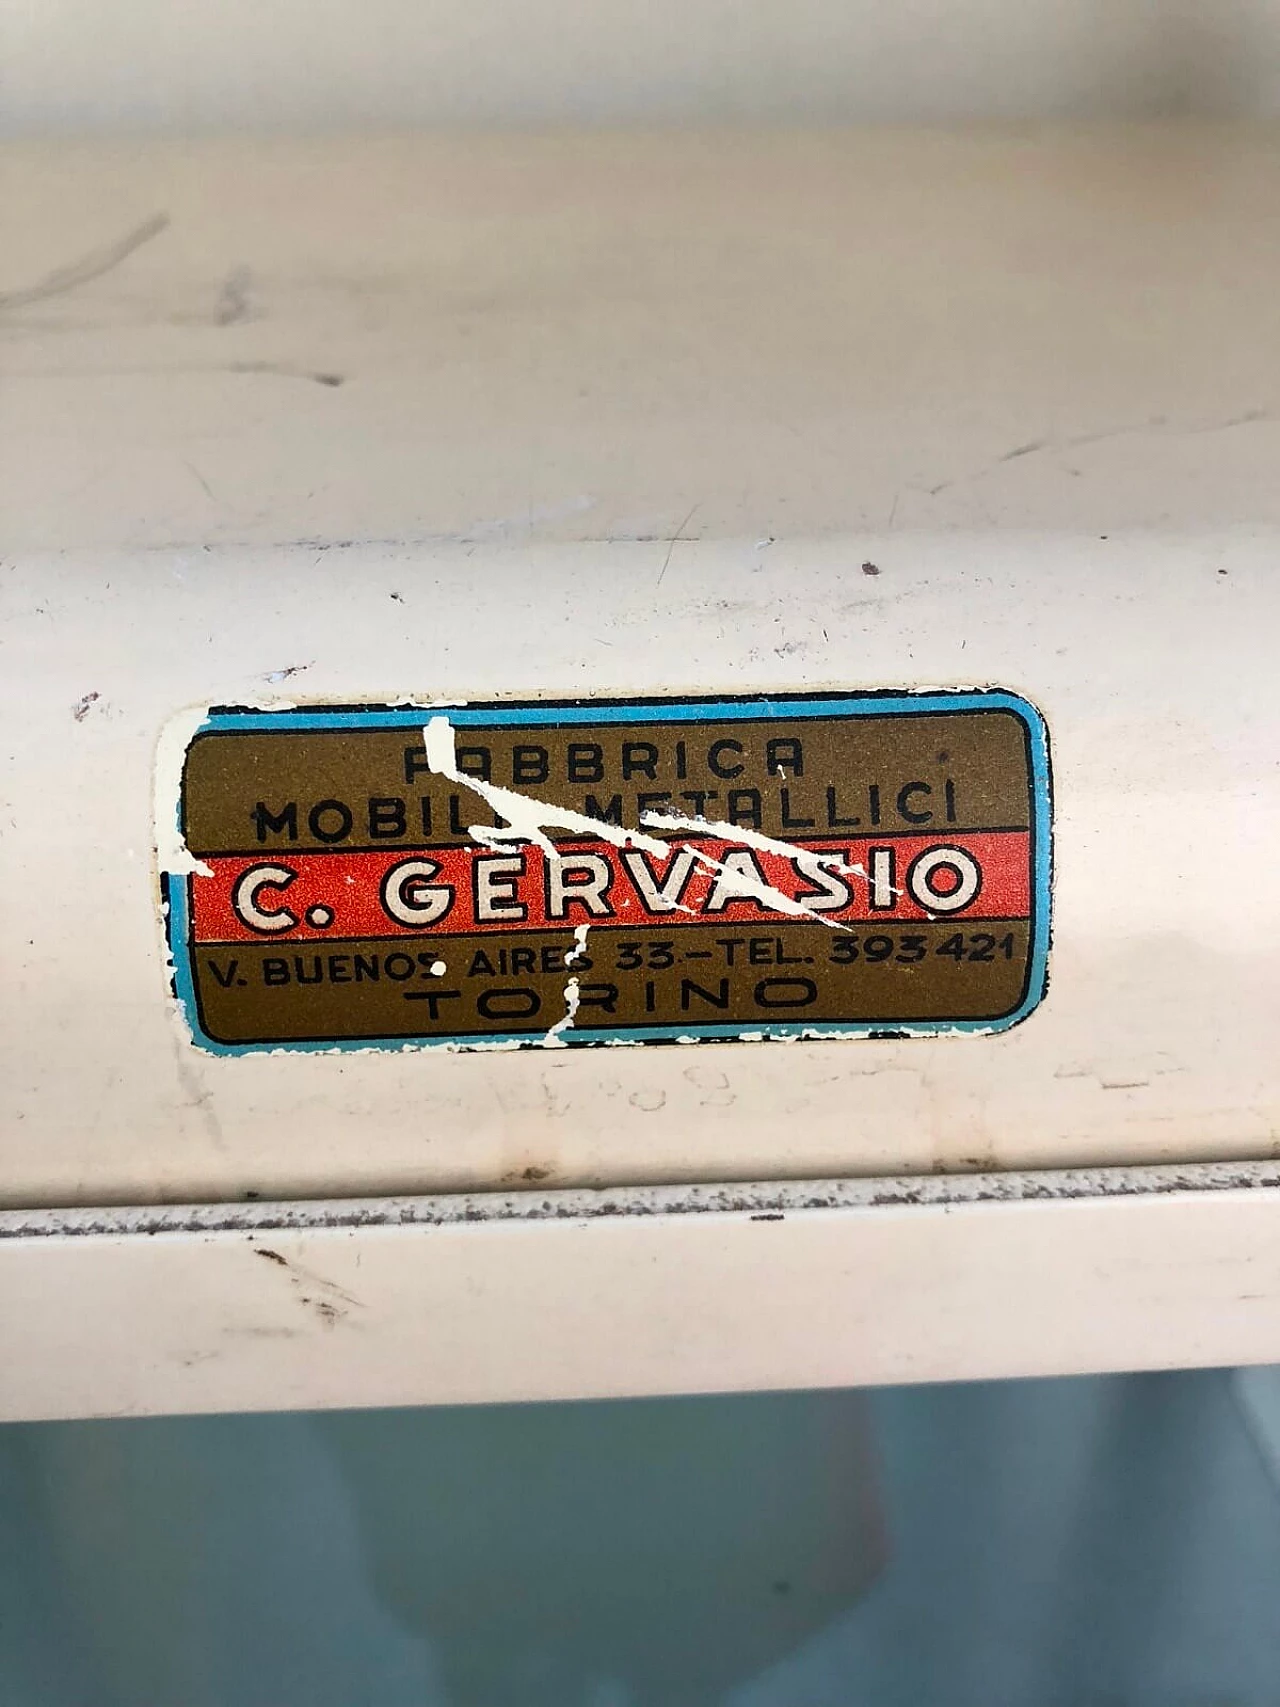 FABBRICA
MOBILI METALLICI
C. GERVASIO
V. BUENOS AIRES 33.-TEL. 393421
TORINO